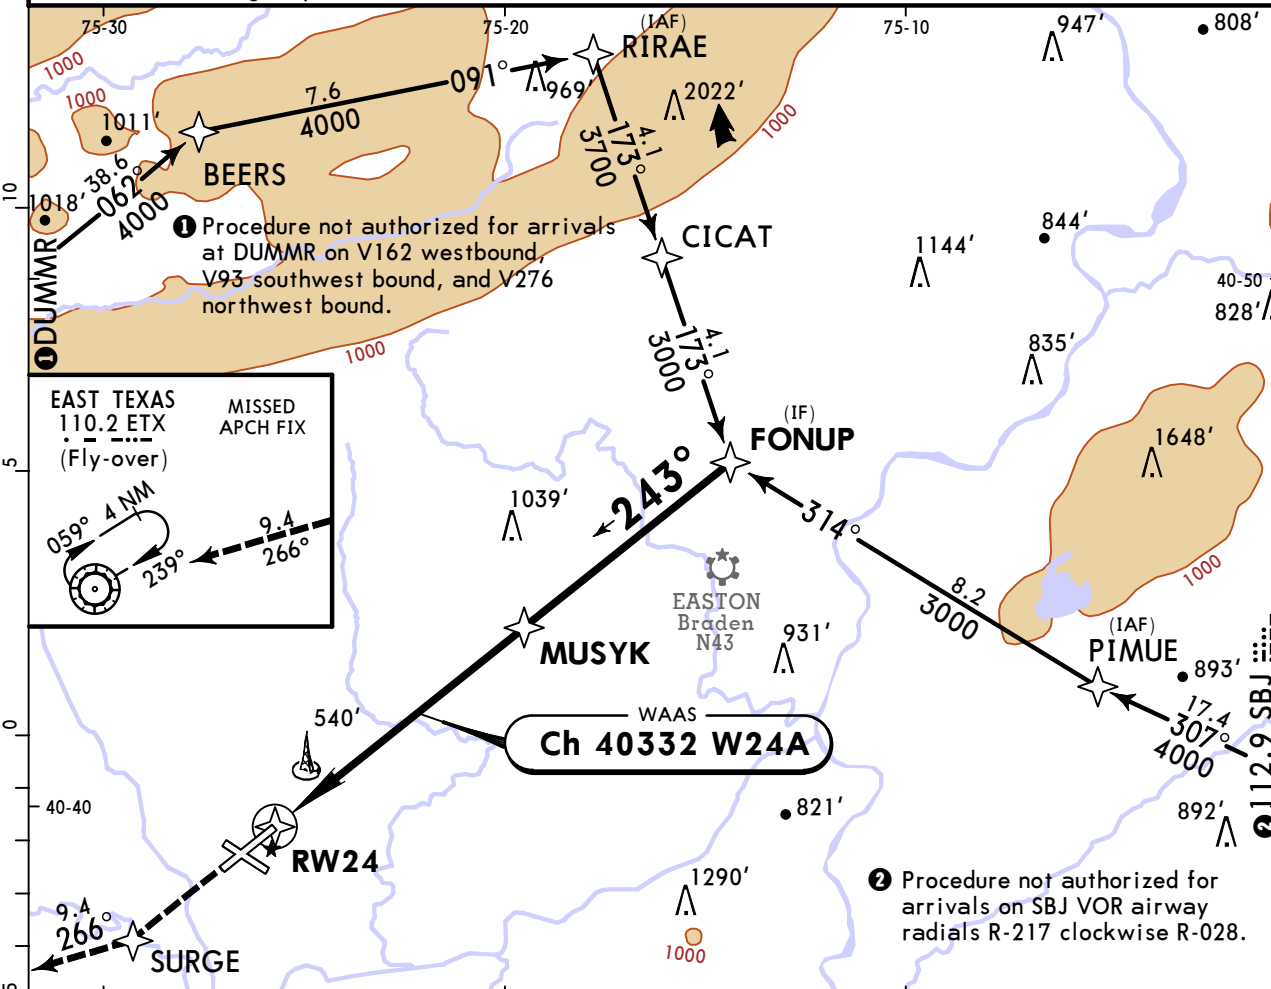 75-30
75-20
75-10
(IAF)
RIRAE
947'
808'
1000
1000
1011'
7.6
4000
091°
969'
2022'
1000
4.1
173°
3700
BEERS
38.6
062°
4000
1018'
10
❶DUMMR
❶ Procedure not authorized for arrivals
at DUMMR on V162 westbound,
V93 southwest bound, and V276
northwest bound.
CICAT
844'
1144'
40-50
828'
1000
4.1
173°
3000
835'
EAST TEXAS
110.2 ETX
(Fly-over)
MISSED
APCH FIX
059°
4 NM
239°
9.4
266°
5
(IF)
FONUP
243°
1648'
1039'
314°
8.2
3000
1000
EASTON
Braden
N43
931'
MUSYK
(IAF)
PIMUE
893'
17.4
307°
4000
❷112.9 SBJ
0
540'
WAAS
Ch 40332 W24A
40-40
821'
892'
RW24
1290'
1000
❷ Procedure not authorized for
arrivals on SBJ VOR airway
radials R-217 clockwise R-028.
9.4
266°
SURGE